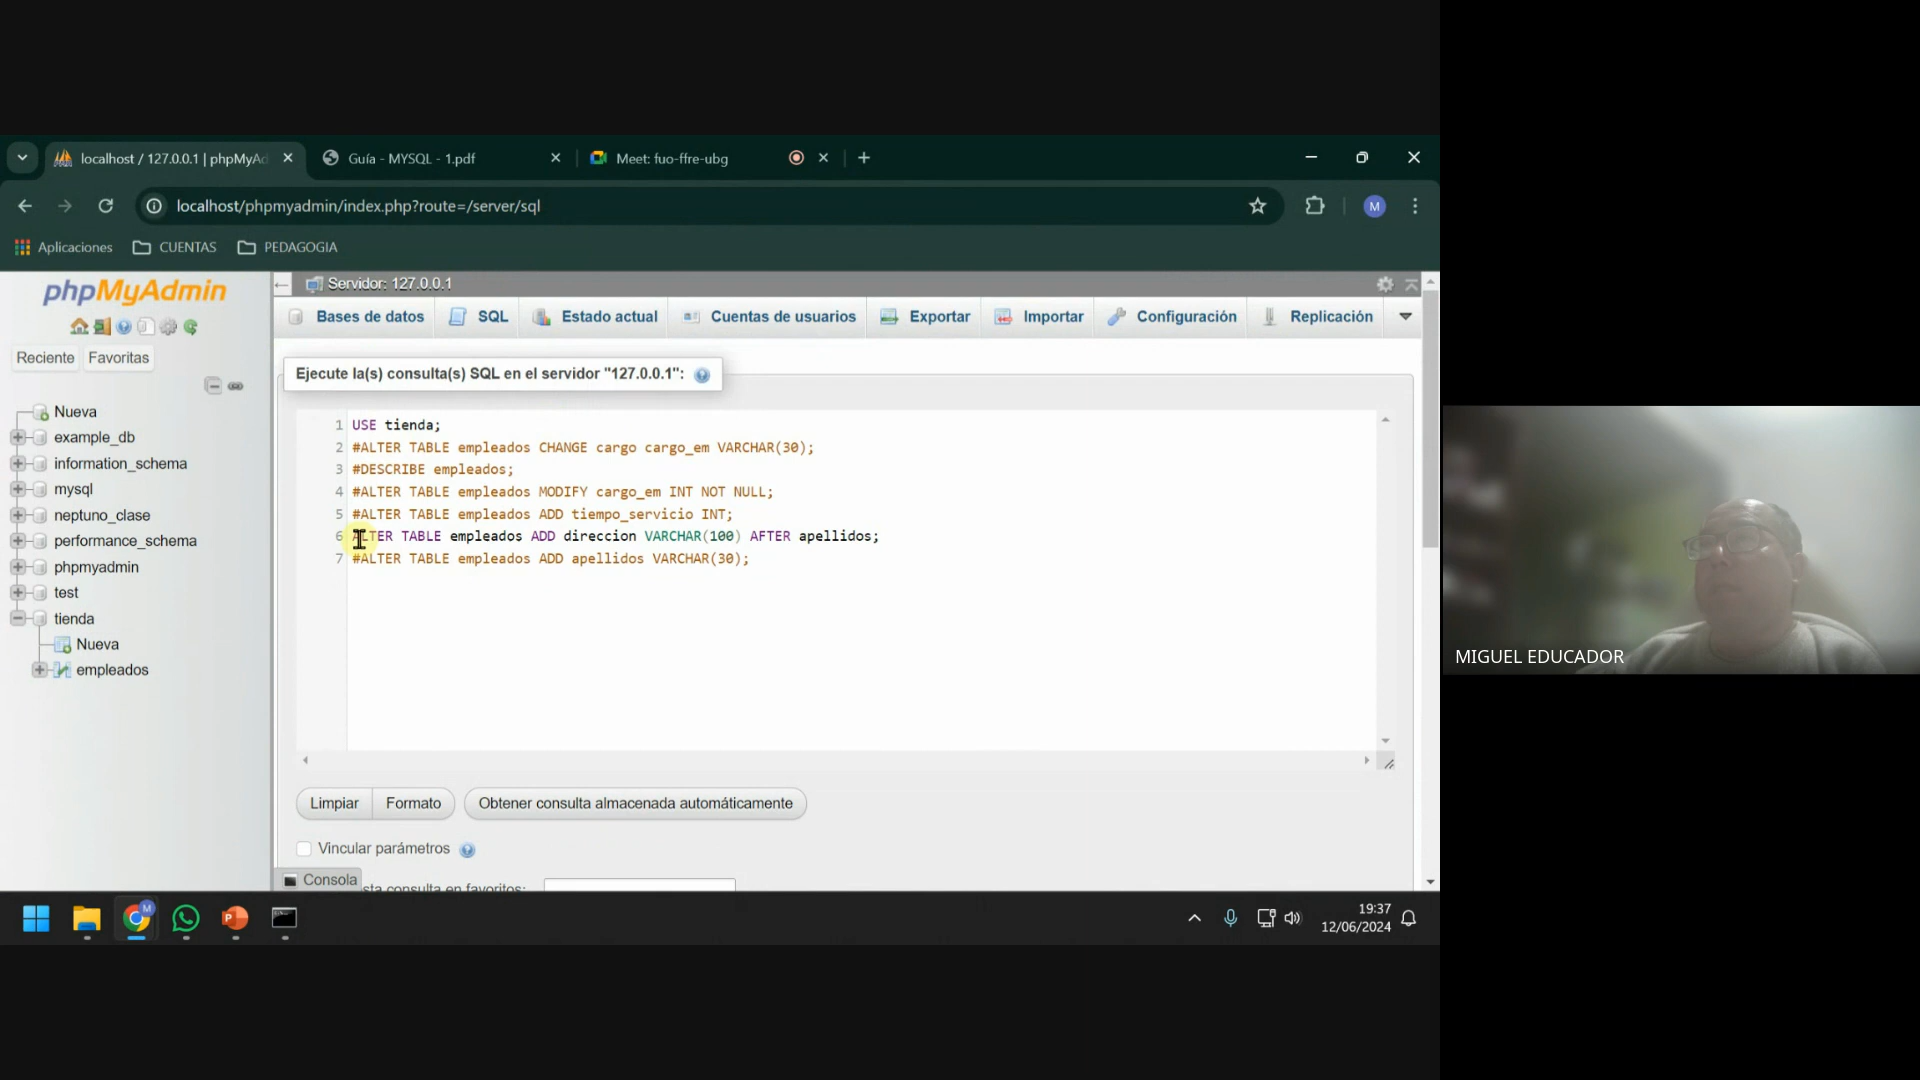 localhost / 127.0.0.1 | phpMyAd
Guía - MYSQL - 1.pdf
Meet: fuo-ffre-ubg
localhost/phpmyadmin/index.php?route=/server/sql
M
Aplicaciones
CUENTAS
PEDAGOGIA
phpMyAdmin
Reciente
Favoritas
Nueva
example_db
information_schema
mysql
neptuno_clase
performance_schema
phpmyadmin
test
tienda
Nueva
empleados
Servidor: 127.0.0.1
Bases de datos
SQL
Estado actual
Cuentas de usuarios
Exportar
Importar
Configuración
Replicación
Ejecute la(s) consulta(s) SQL en el servidor "127.0.0.1":
1 USE tienda;
2 #ALTER TABLE empleados CHANGE cargo cargo_em VARCHAR(30);
3 #DESCRIBE empleados;
4 #ALTER TABLE empleados MODIFY cargo_em INT NOT NULL;
5 #ALTER TABLE empleados ADD tiempo_servicio INT;
6 ALTER TABLE empleados ADD direccion VARCHAR(100) AFTER apellidos;
7 #ALTER TABLE empleados ADD apellidos VARCHAR(30);
Limpiar
Formato
Obtener consulta almacenada automáticamente
Vincular parámetros
Consola
sta consulta en favoritos:
19:37
12/06/2024
MIGUEL EDUCADOR